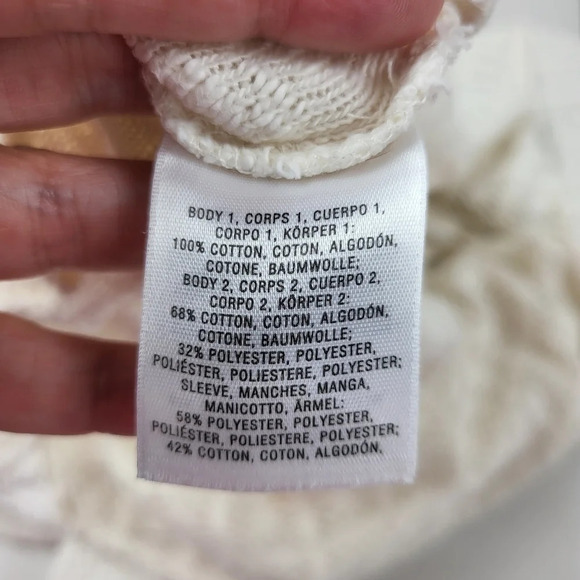 BODY 1, CORPS 1, CUERPO 1,
CORPO 1, KÖRPER 1:
100% COTTON, COTON, ALGODÓN,
COTONE, BAUMWOLLE;
BODY 2, CORPS 2, CUERPO 2,
CORPO 2, KÖRPER 2:
68% COTTON, COTON, ALGODÓN,
COTONE, BAUMWOLLE;
32% POLYESTER, POLYESTER,
POLIÉSTER, POLIESTERE, POLYESTER;
SLEEVE, MANCHES, MANGA,
MANICOTTO, ÄRMEL:
58% POLYESTER, POLYESTER,
POLIÉSTER, POLIESTERE, POLYESTER;
42% COTTON, COTON, ALGODÓN,